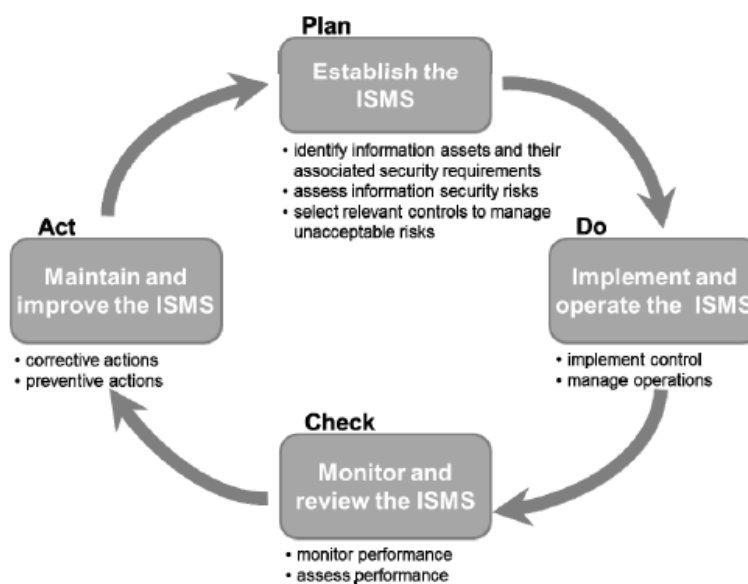 Plan
Establish the
ISMS
• identify information assets and their
associated security requirements
• assess information security risks
• select relevant controls to manage
unacceptable risks
Do
Implement and
operate the ISMS
• implement control
• manage operations
Check
Monitor and
review the ISMS
• monitor performance
• assess performance
Act
Maintain and
improve the ISMS
• corrective actions
• preventive actions